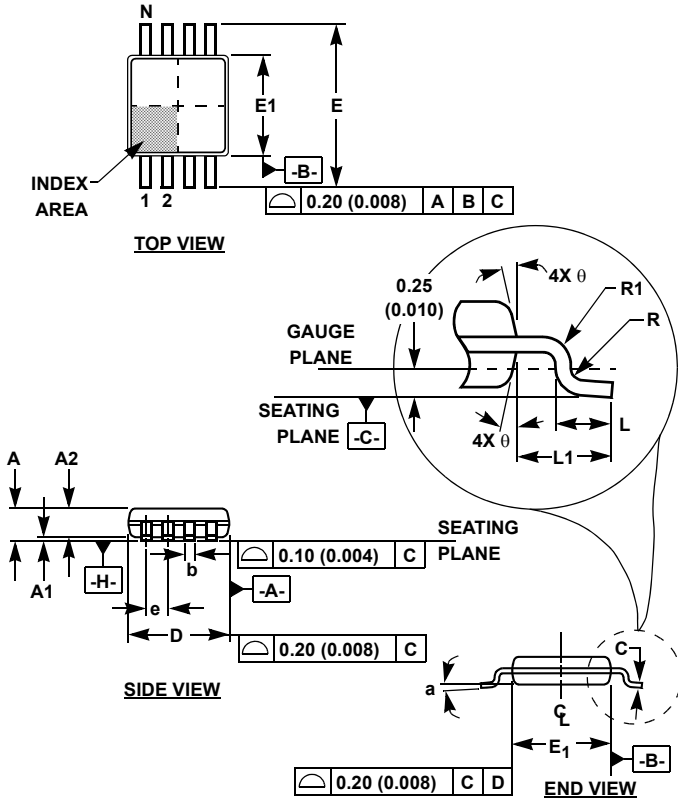 N
E1
E
-B-
INDEX
AREA
1 2
0.20 (0.008) A B C
TOP VIEW
0.25
(0.010)
4X θ
R1
R
GAUGE
PLANE
SEATING
PLANE
-C-
4X θ
L
L1
A
A2
A1
-H-
e
D
b
-A-
SEATING
PLANE
0.10 (0.004) C
0.20 (0.008) C
SIDE VIEW
a
C
CL
E1
-B-
0.20 (0.008) C D
END VIEW